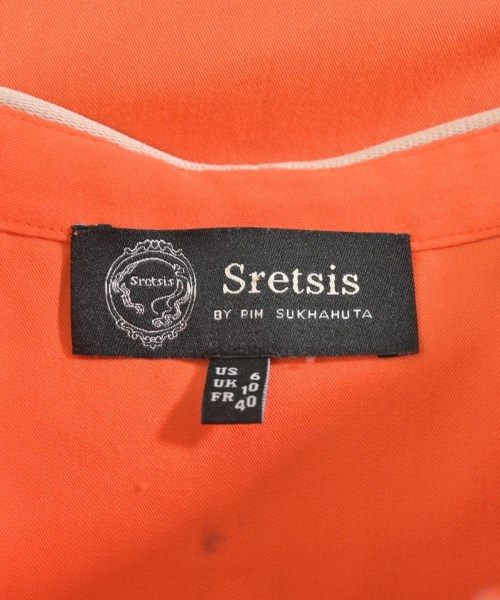 Sretsis
Sretsis
BY PIM SUKHAHUTA
US 6
UK 10
FR 40